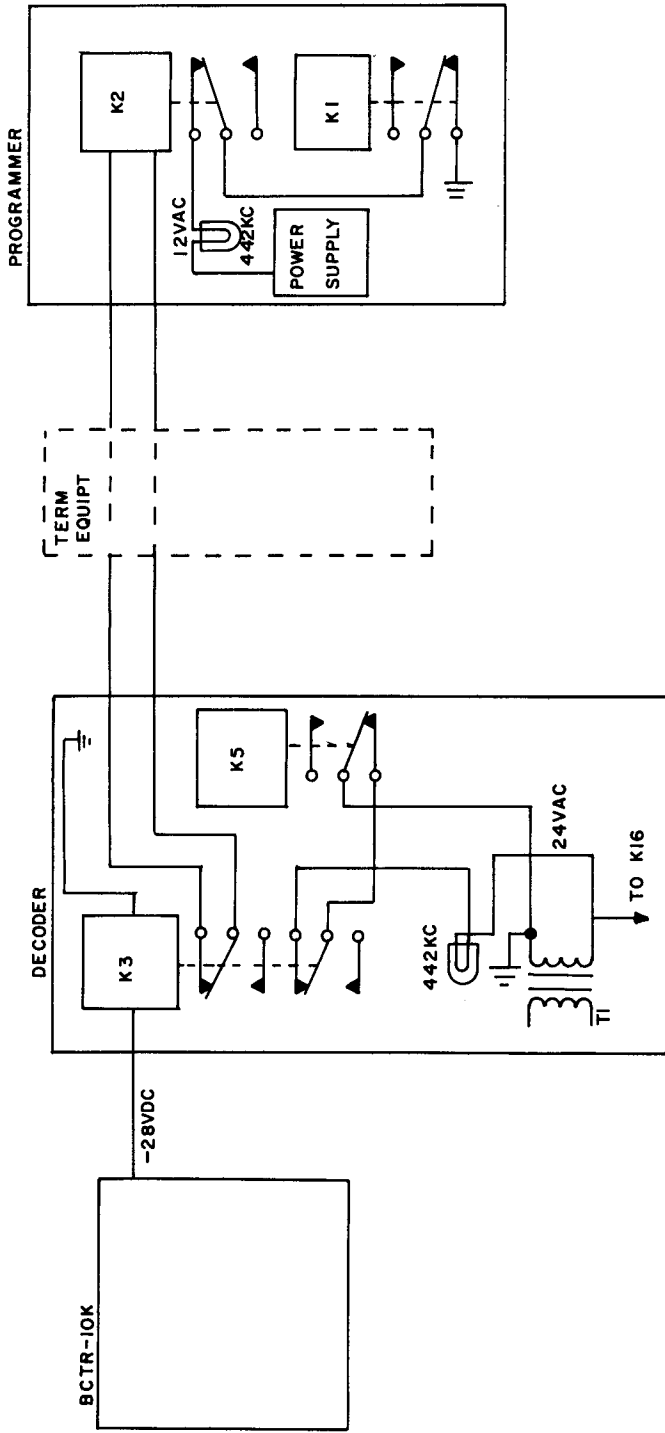 BCTR-10K
-28VDC
DECODER
K3
K5
442KC
24VAC
T1
TO K16
TERM
EQUIPT
PROGRAMMER
K2
12VAC
442KC
POWER
SUPPLY
K1